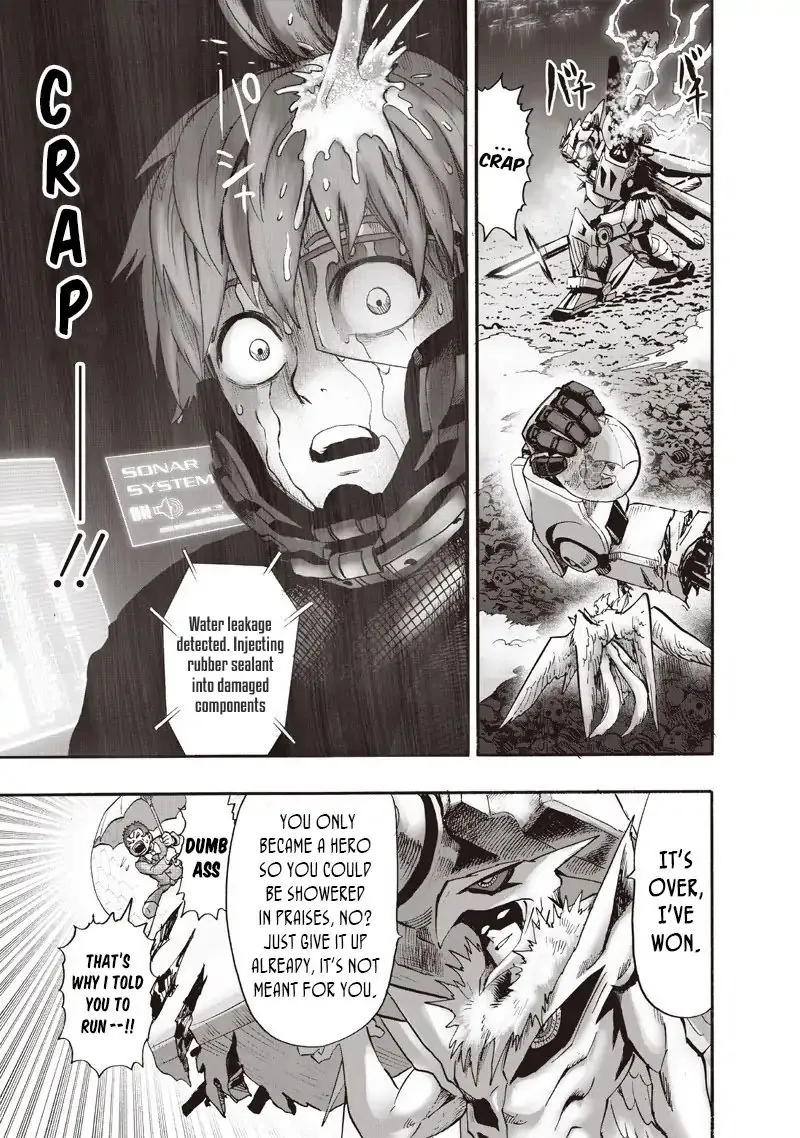 バチ
バチ
...
CRAP
パシャ
CRAP
!!
SONAR
SYSTEM
ON
Water leakage
detected. Injecting
rubber sealant
into damaged
components
IT'S
OVER,
I'VE
WON.
YOU ONLY
BECAME A HERO
SO YOU COULD
BE SHOWERED
IN PRAISES, NO?
JUST GIVE IT UP
ALREADY, IT'S NOT
MEANT FOR YOU.
DUMB
ASS
THAT'S
WHY I TOLD
YOU TO
RUN --!!